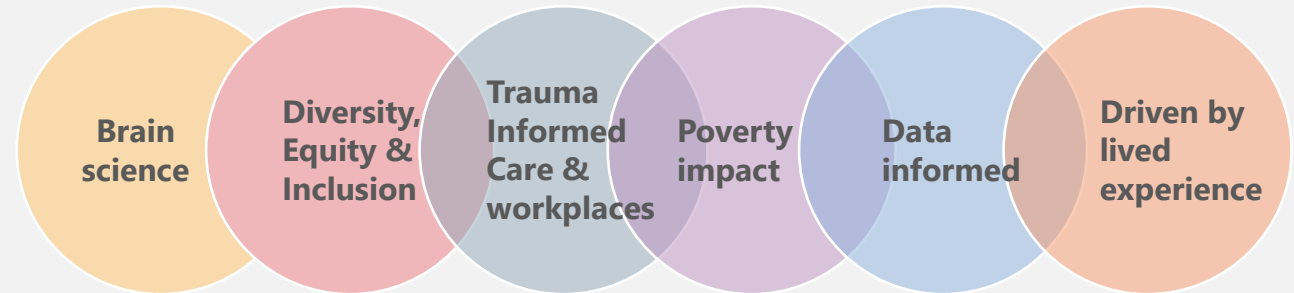 Brain
science
Diversity,
Equity &
Inclusion
Trauma
Informed
Care &
workplaces
Poverty
impact
Data
informed
Driven by
lived
experience